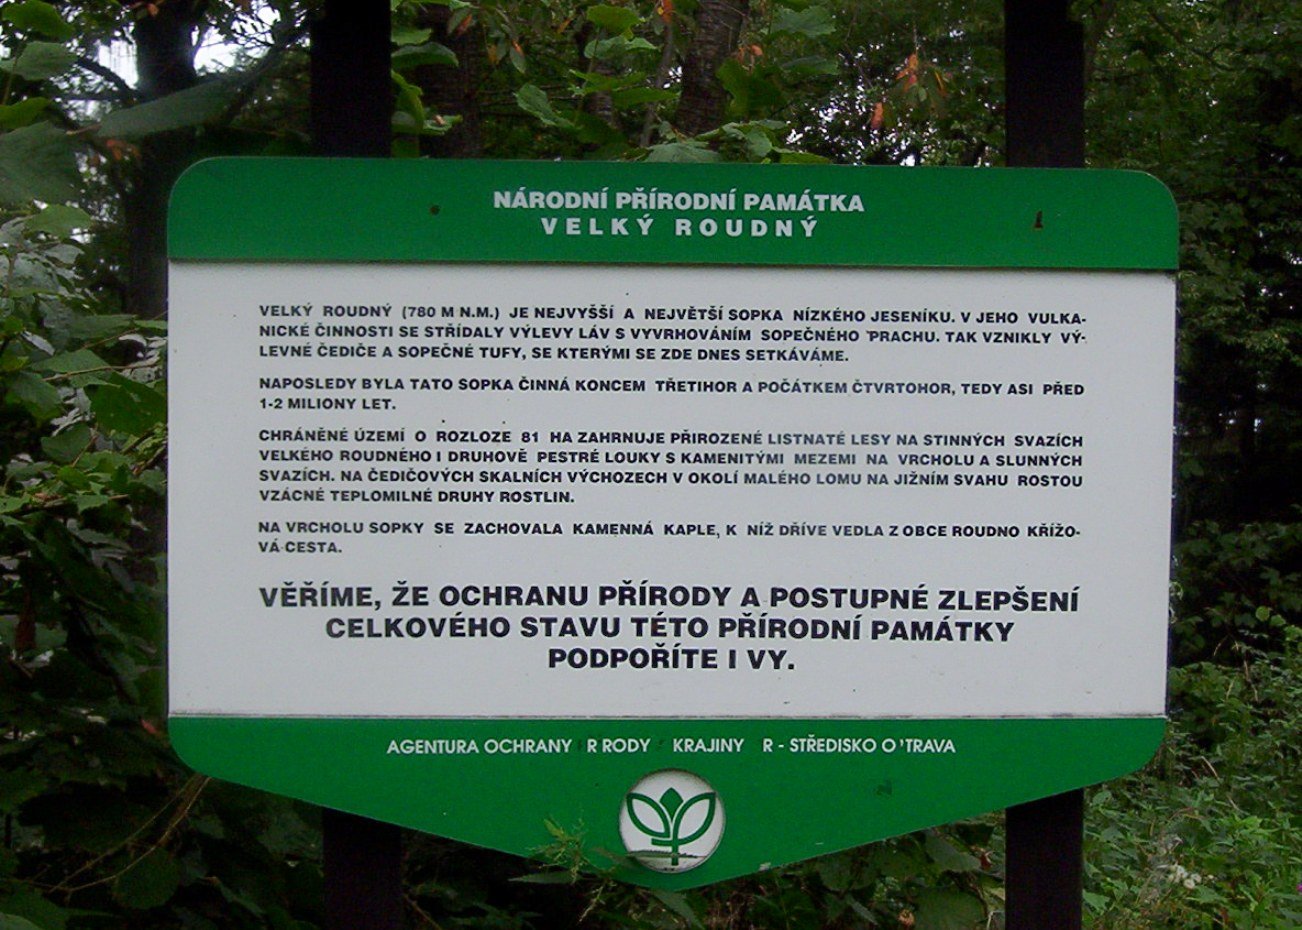 NÁRODNÍ PŘÍRODNÍ PAMÁTKA
VELKÝ ROUDNÝ
VELKÝ ROUDNÝ (780 M N.M.) JE NEJVYŠŠÍ A NEJVĚTŠÍ SOPKA NÍZKÉHO JESENÍKU. V JEHO VULKA-
NICKÉ ČINNOSTI SE STŘÍDALY VÝLEVY LÁV S VYVRHOVÁNÍM SOPEČNÉHO PRACHU. TAK VZNIKLY VÝ-
LEVNÉ ČEDIČE A SOPEČNÉ TUFY, SE KTERÝMI SE ZDE DNES SETKÁVÁME.
NAPOSLEDY BYLA TATO SOPKA ČINNÁ KONCEM TŘETIHOR A POČÁTKEM ČTVRTOHOR, TEDY ASI PŘED
1-2 MILIONY LET.
CHRÁNĚNÉ ÚZEMÍ O ROZLOZE 81 HA ZAHRNUJE PŘIROZENÉ LISTNATÉ LESY NA STINNÝCH SVAZÍCH
VELKÉHO ROUDNÉHO I DRUHOVĚ PESTRÉ LOUKY S KAMENITÝMI MEZEMI NA VRCHOLU A SLUNNÝCH
SVAZÍCH. NA ČEDIČOVÝCH SKALNÍCH VÝCHOZECH V OKOLÍ MALÉHO LOMU NA JIŽNÍM SVAHU ROSTOU
VZÁCNÉ TEPLOMILNÉ DRUHY ROSTLIN.
NA VRCHOLU SOPKY SE ZACHOVALA KAMENNÁ KAPLE, K NÍŽ DŘÍVE VEDLA Z OBCE ROUDNO KŘÍŽO-
VÁ CESTA.
VĚŘÍME, ŽE OCHRANU PŘÍRODY A POSTUPNÉ ZLEPŠENÍ
CELKOVÉHO STAVU TÉTO PŘÍRODNÍ PAMÁTKY
PODPOŘÍTE I VY.
AGENTURA OCHRANY R RODY KRAJINY R - STŘEDISKO O TRAVA